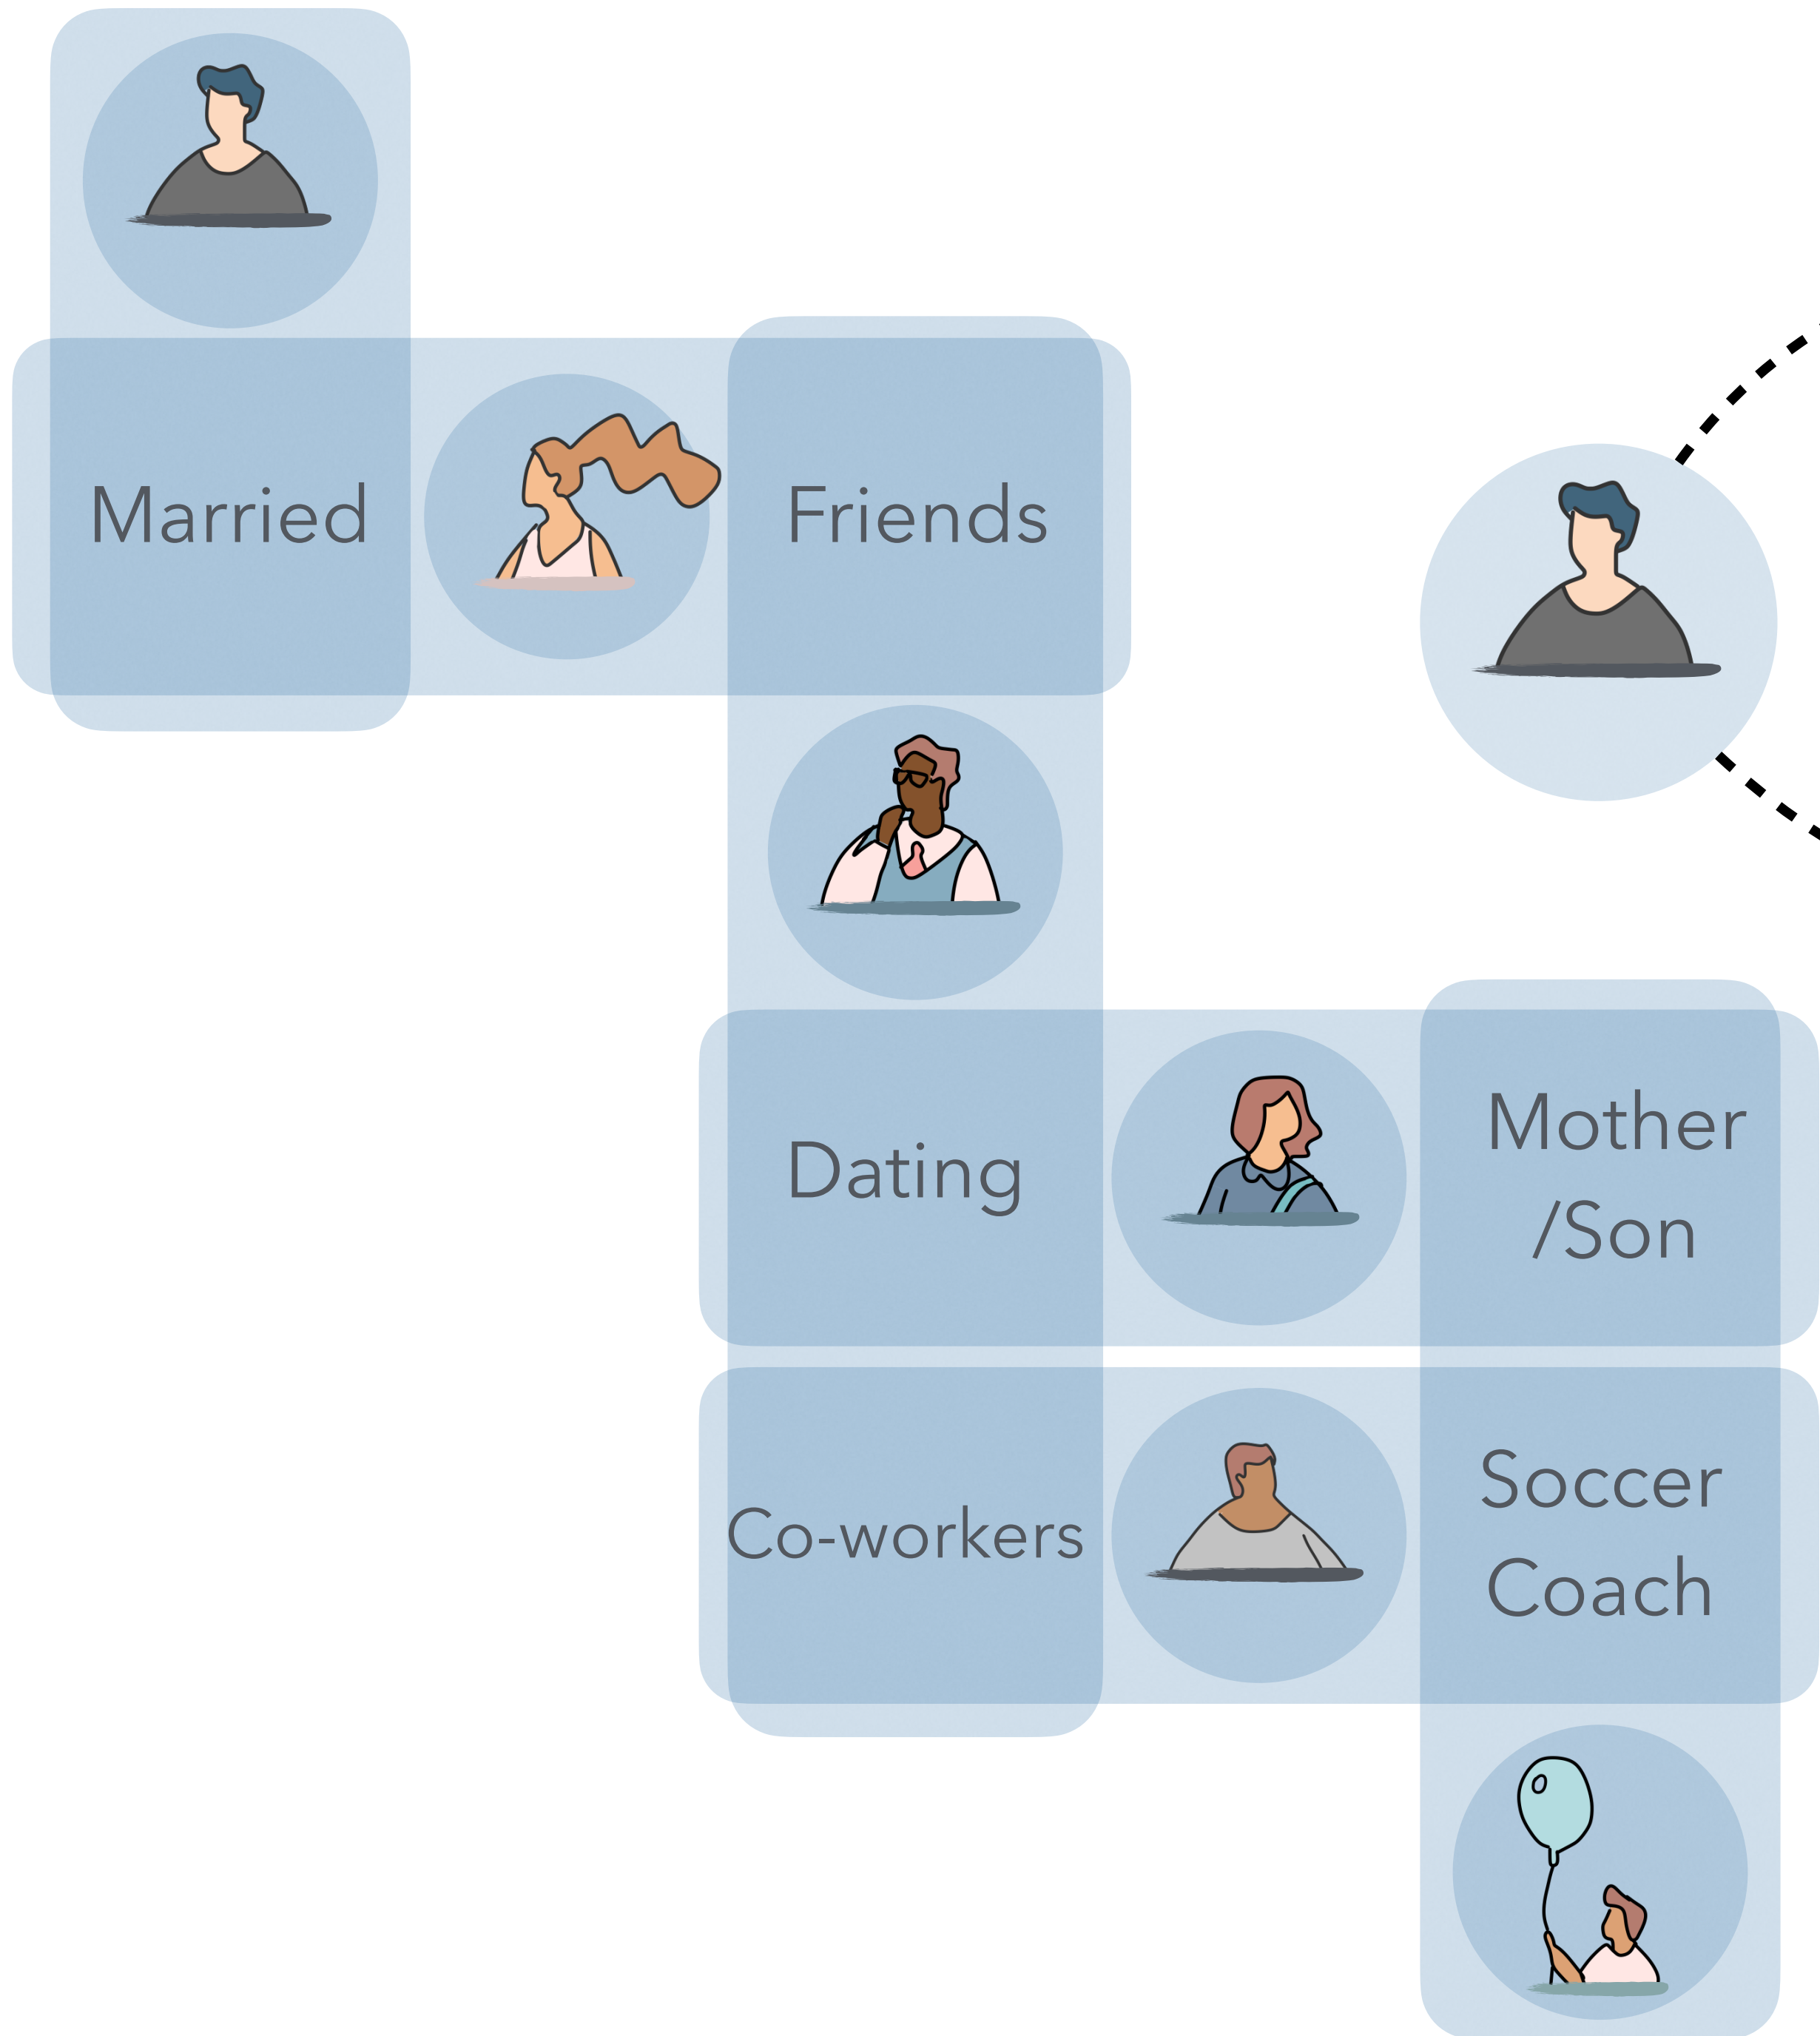 Married
Friends
Dating
Mother
/Son
Co-workers
Soccer
Coach